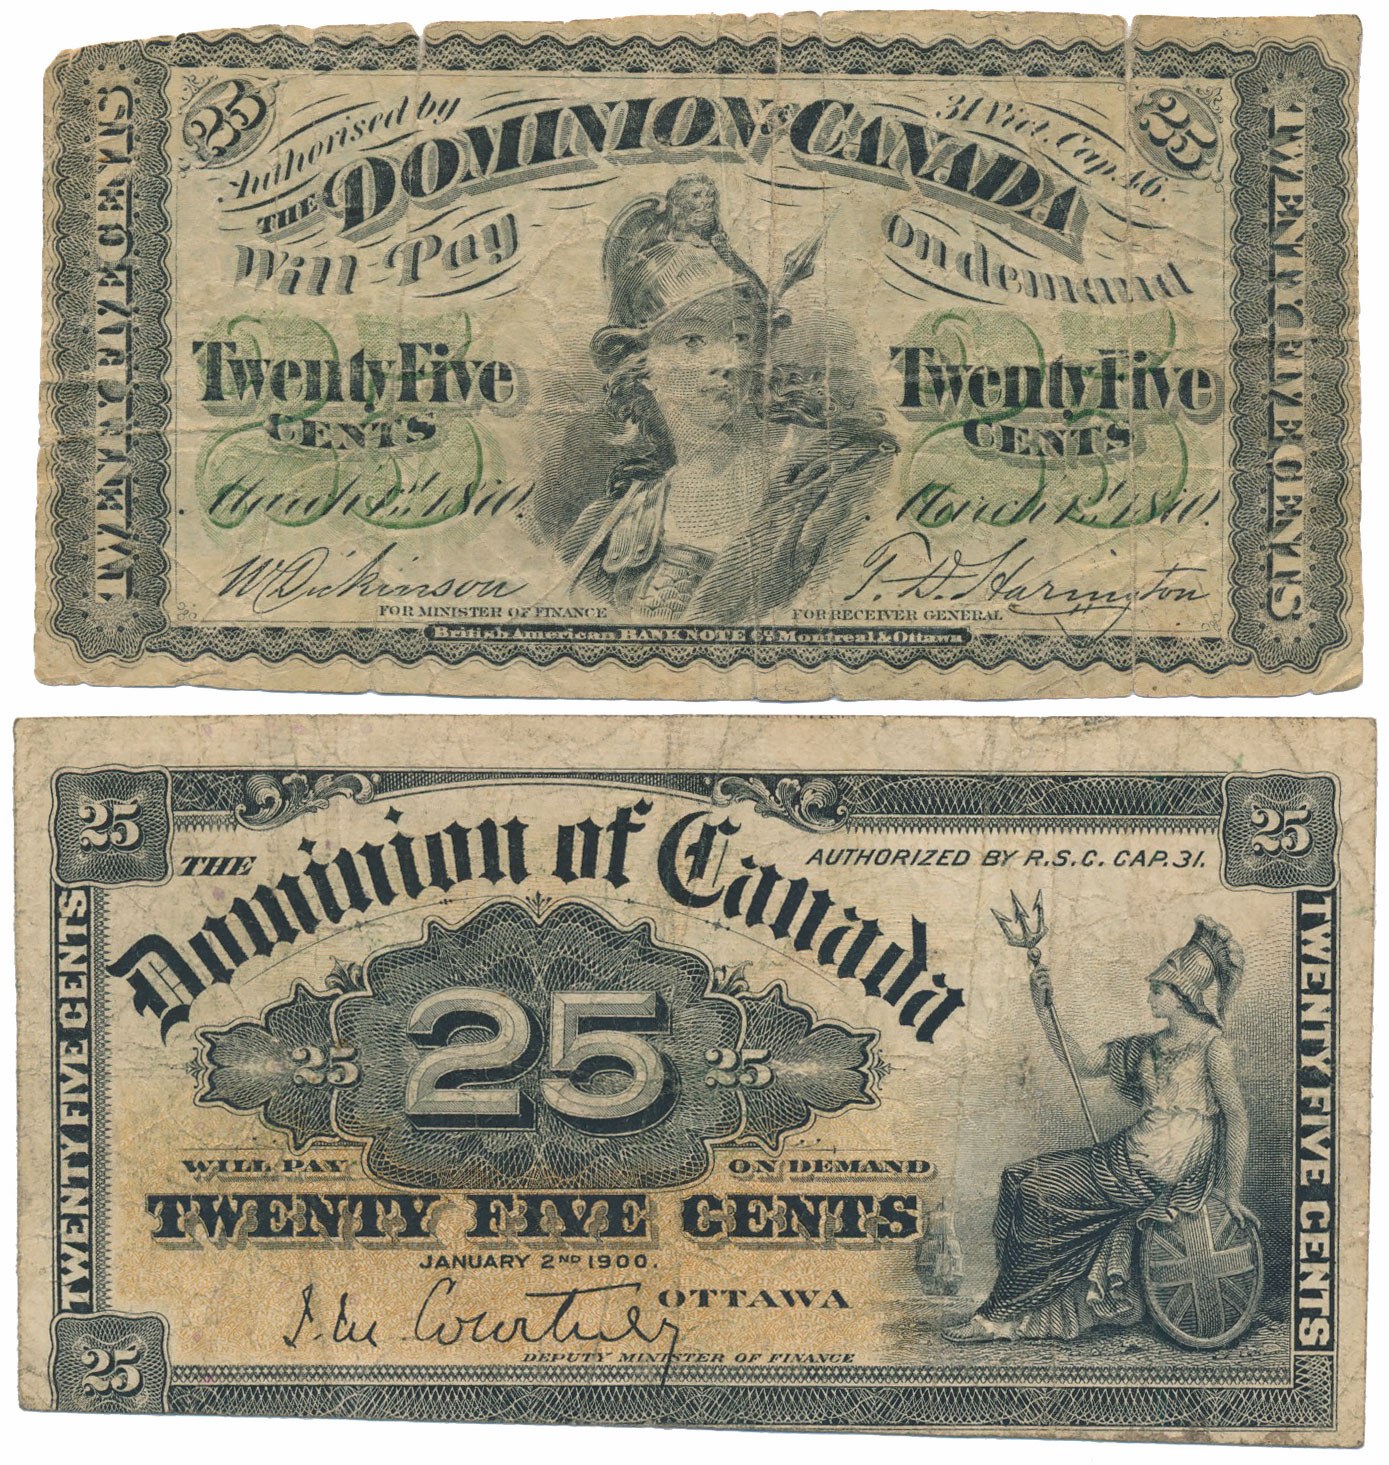 25
Authorised by
31 Vict. Cap. 46.
25
THE DOMINION OF CANADA
Will Pay
on demand
TWENTY FIVE CENTS
TWENTY FIVE CENTS
Twenty Five
CENTS
Twenty Five
CENTS
25
25
March 1st 1870.
March 1st 1870.
W Dickinson
FOR MINISTER OF FINANCE
T. D. Harington
FOR RECEIVER GENERAL
British American BANK NOTE Co. Montreal & Ottawa
25
25
THE Dominion of Canada
AUTHORIZED BY R.S.C. CAP. 31.
TWENTY FIVE CENTS
TWENTY FIVE CENTS
25
25
25
WILL PAY
ON DEMAND
TWENTY FIVE CENTS
JANUARY 2ND 1900.
OTTAWA
J. M. Courtney
DEPUTY MINISTER OF FINANCE
25